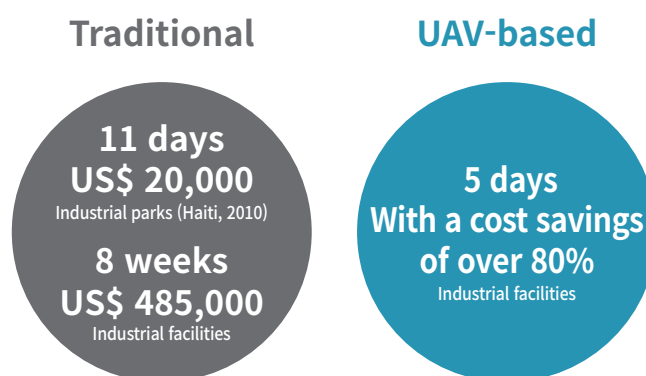 Traditional
11 days
US$ 20,000
Industrial parks (Haiti, 2010)
8 weeks
US$ 485,000
Industrial facilities
UAV-based
5 days
With a cost savings
of over 80%
Industrial facilities